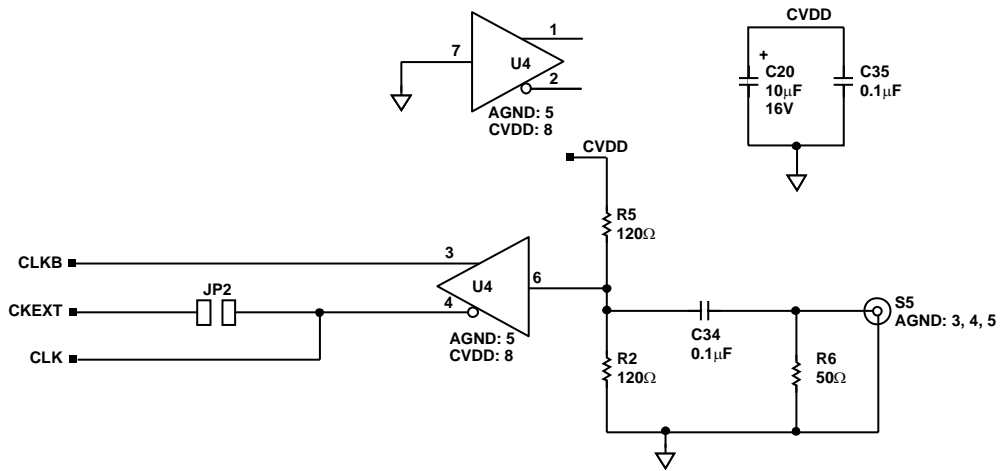 1
7
U4
2
AGND: 5
CVDD: 8
CVDD
+
C20
10μF
16V
C35
0.1μF
CVDD
R5
120Ω
CLKB
3
6
U4
JP2
CKEXT
4
AGND: 5
CVDD: 8
CLK
C34
0.1μF
S5
AGND: 3, 4, 5
R2
120Ω
R6
50Ω